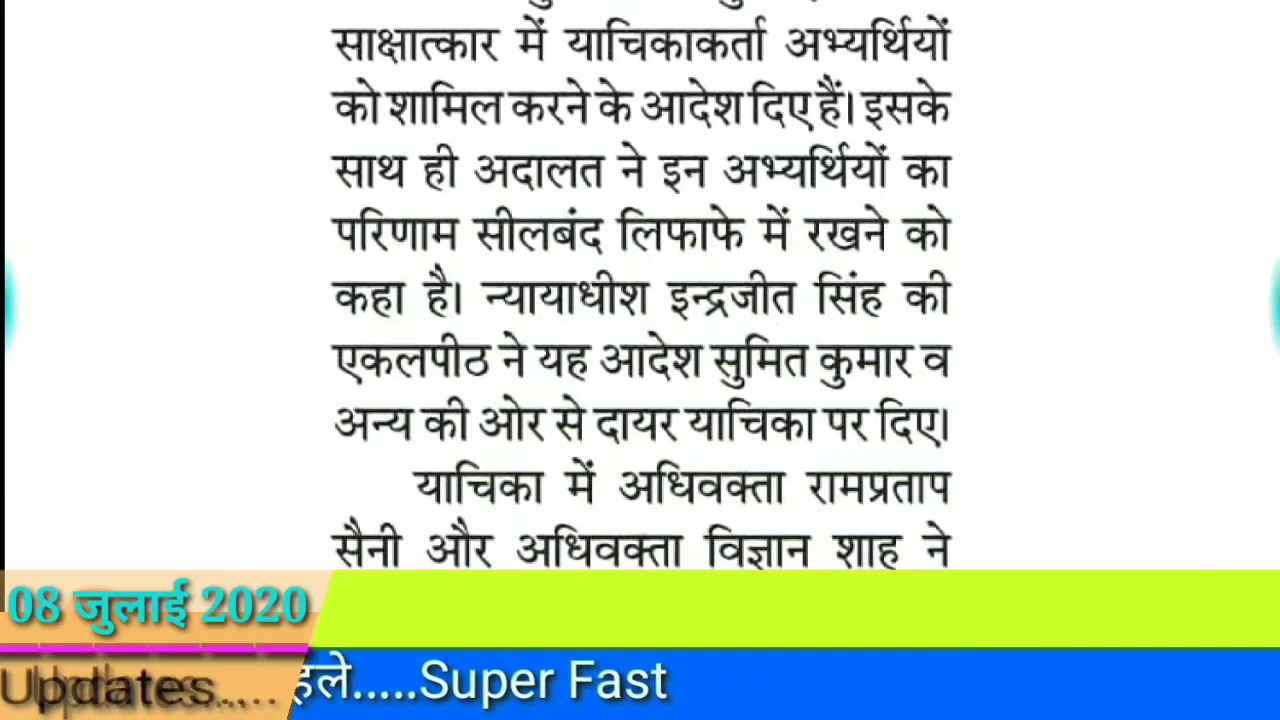 साक्षात्कार में याचिकाकर्ता अभ्यर्थियों
को शामिल करने के आदेश दिए हैं। इसके
साथ ही अदालत ने इन अभ्यर्थियों का
परिणाम सीलबंद लिफाफे में रखने को
कहा है। न्यायाधीश इन्द्रजीत सिंह की
एकलपीठ ने यह आदेश सुमित कुमार व
अन्य की ओर से दायर याचिका पर दिए।
याचिका में अधिवक्ता रामप्रताप
सैनी और अधिवक्ता विज्ञान शाह ने
08 जुलाई 2020
Updates.... हले.....Super Fast